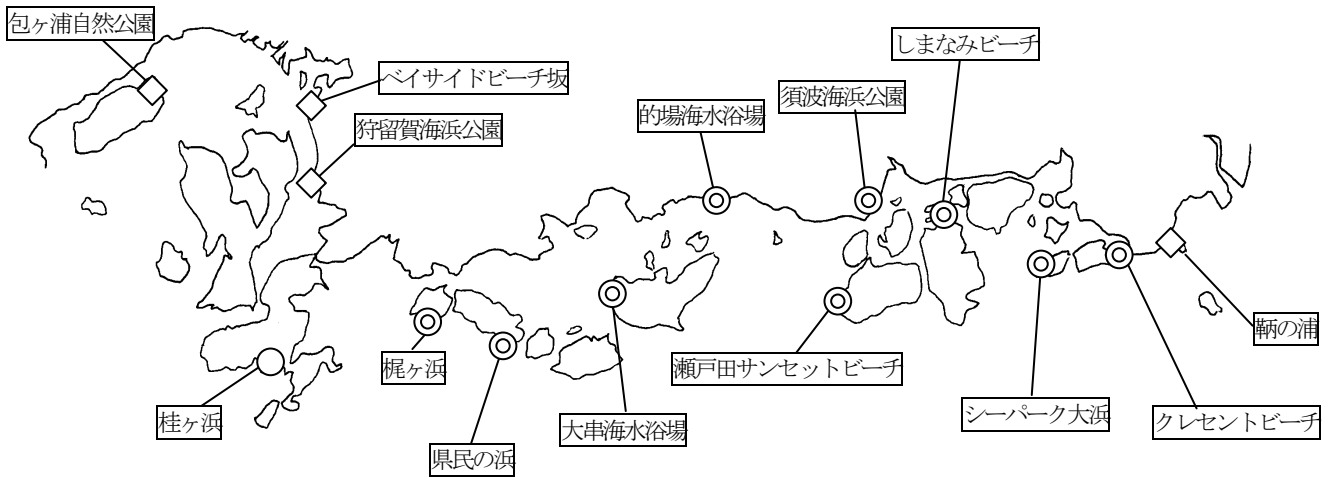 包ヶ浦自然公園
しまなみビーチ
ベイサイドビーチ坂
須波海浜公園
的場海水浴場
狩留賀海浜公園
鞆の浦
梶ヶ浜
瀬戸田サンセットビーチ
シーパーク大浜
クレセントビーチ
桂ヶ浜
大串海水浴場
県民の浜